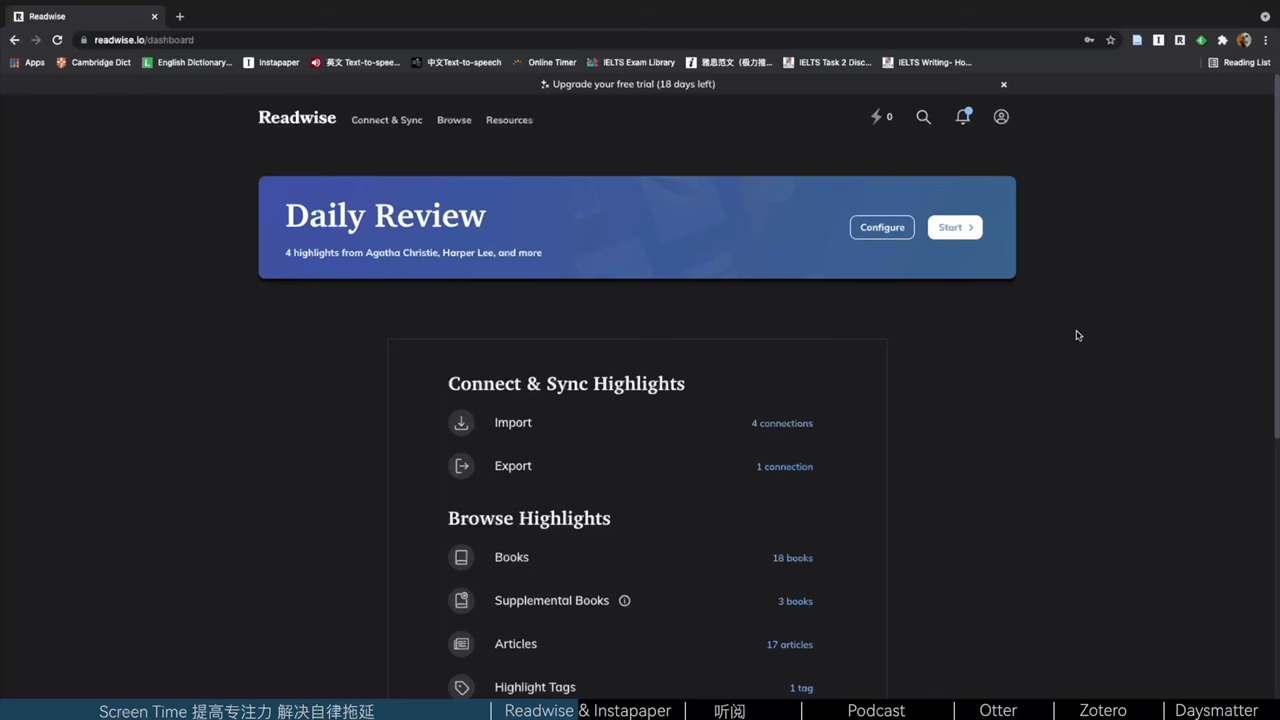 Readwise
readwise.io/dashboard
Apps Cambridge Dict English Dictionary... Instapaper 英文 Text-to-spee... 中文Text-to-speech Online Timer IELTS Exam Library 雅思范文（极力推... IELTS Task 2 Disc... IELTS Writing- Ho... Reading List
Upgrade your free trial (18 days left)
Readwise Connect & Sync Browse Resources 0
Daily Review
4 highlights from Agatha Christie, Harper Lee, and more
Configure Start
Connect & Sync Highlights
Import 4 connections
Export 1 connection
Browse Highlights
Books 18 books
Supplemental Books 3 books
Articles 17 articles
Highlight Tags 1 tag
Screen Time 提高专注力 解决自律拖延 | Readwise & Instapaper | 听阅 | Podcast | Otter | Zotero | Daysmatter